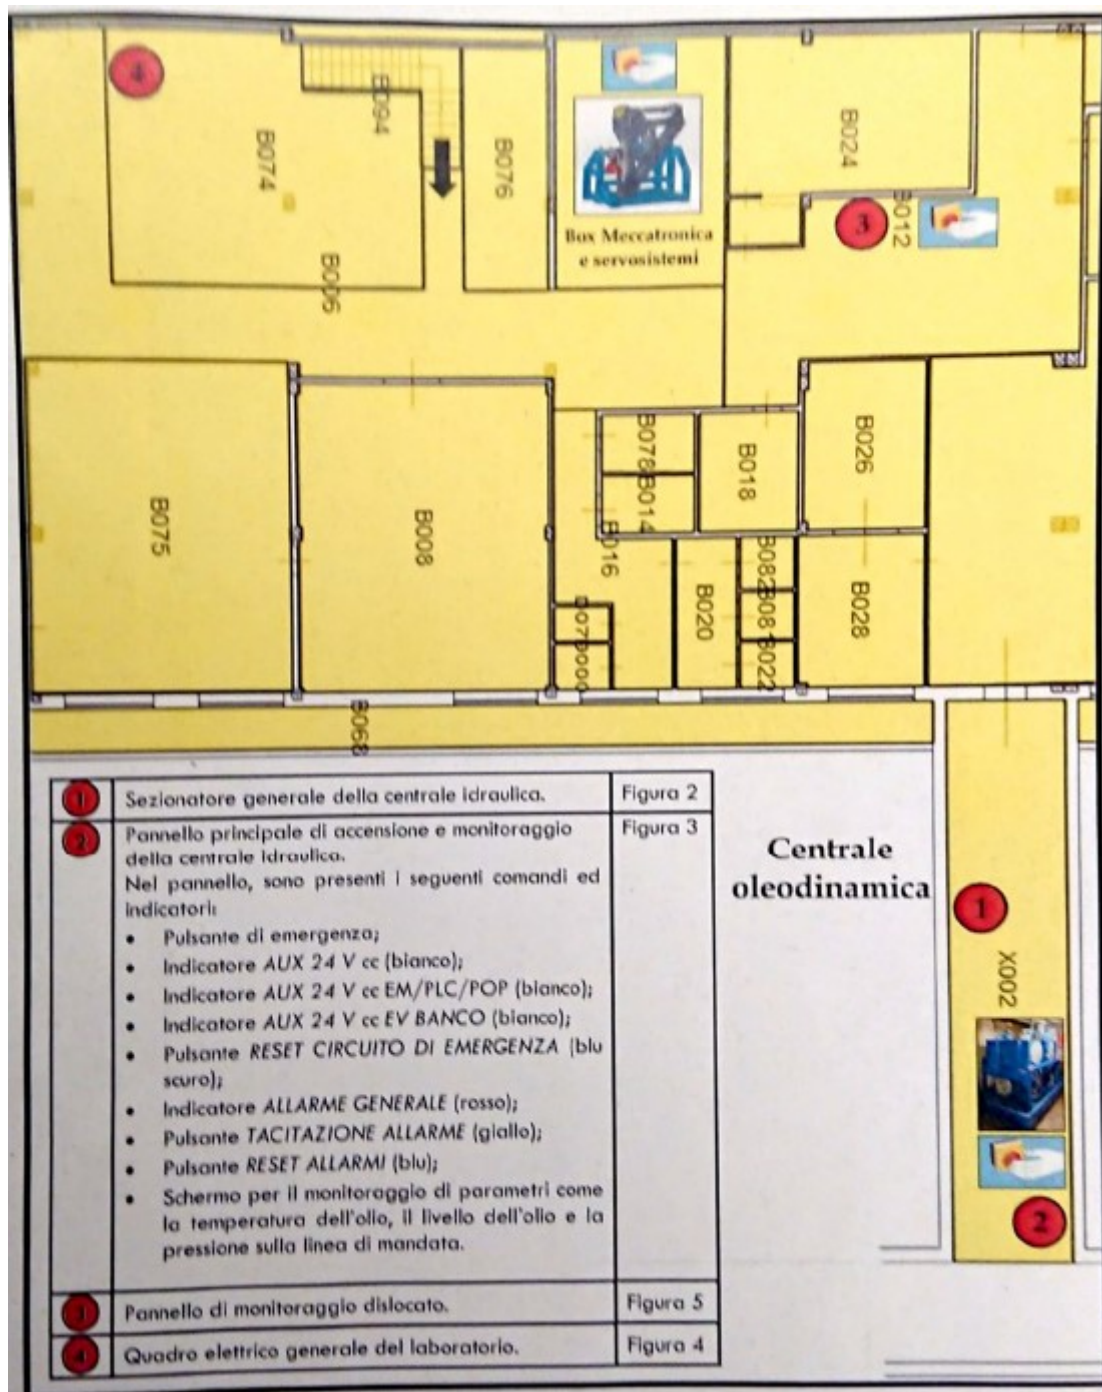 4
B094
B074
B076
B006
Box Meccatronica
e servosistemi
B024
3
B012
B075
B008
B078
B014
B018
B026
B016
B020
B082
B081
B022
B028
B068
1 Sezionatore generale della centrale idraulica. Figura 2
2 Pannello principale di accensione e monitoraggio Figura 3
della centrale idraulica.
Nel pannello, sono presenti i seguenti comandi ed
indicatori:
• Pulsante di emergenza;
• Indicatore AUX 24 V cc (bianco);
• Indicatore AUX 24 V cc EM/PLC/POP (bianco);
• Indicatore AUX 24 V cc EV BANCO (bianco);
• Pulsante RESET CIRCUITO DI EMERGENZA (blu
scuro);
• Indicatore ALLARME GENERALE (rosso);
• Pulsante TACITAZIONE ALLARME (giallo);
• Pulsante RESET ALLARMI (blu);
• Schermo per il monitoraggio di parametri come
la temperatura dell'olio, il livello dell'olio e la
pressione sulla linea di mandata.
3 Pannello di monitoraggio dislocato. Figura 5
4 Quadro elettrico generale del laboratorio. Figura 4
Centrale
oleodinamica
1
X002
2